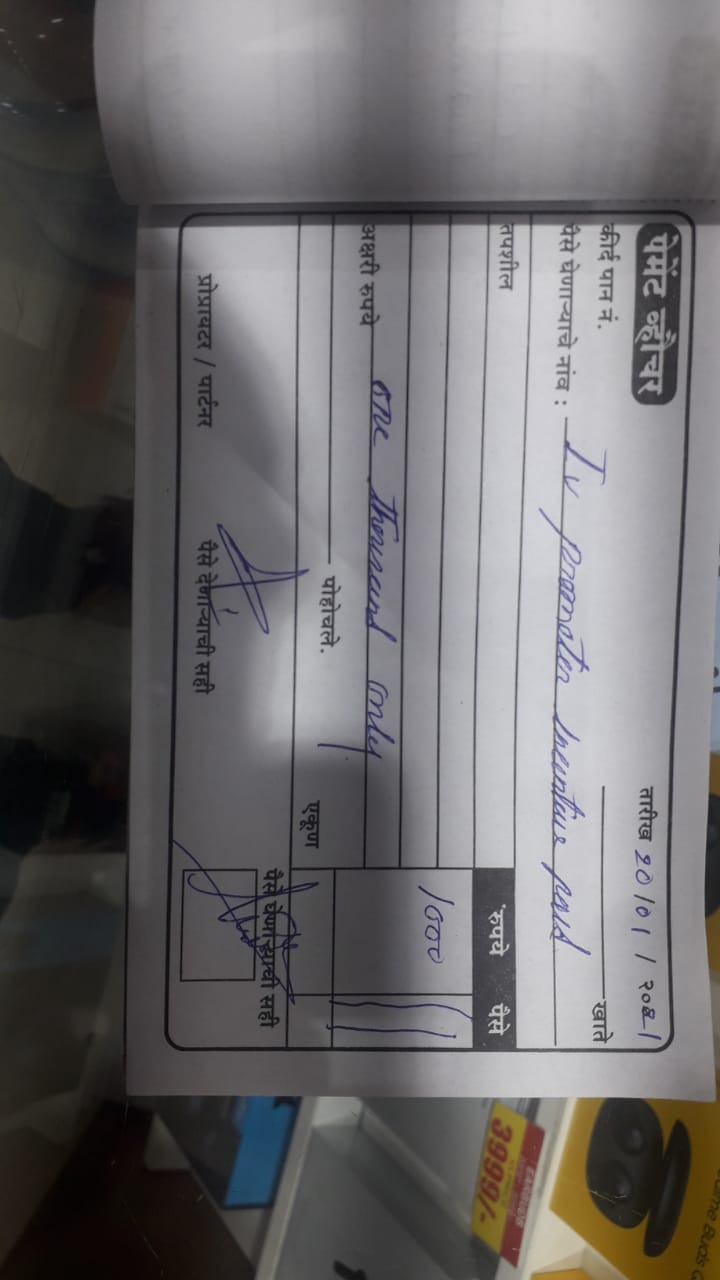 पेमेंट व्हौचर
तारीख 20/01/2021
कीर्द पान नं. खाते
पैसे घेणाऱ्याचे नांव : Tv promoter incentive paid
तपशील रुपये पैसे
1000
अक्षरी रुपये one thousand only
पोहोचले. एकूण
प्रोप्रायटर / पार्टनर पैसे देणाऱ्याची सही पैसे घेणाऱ्याची सही
3999/-